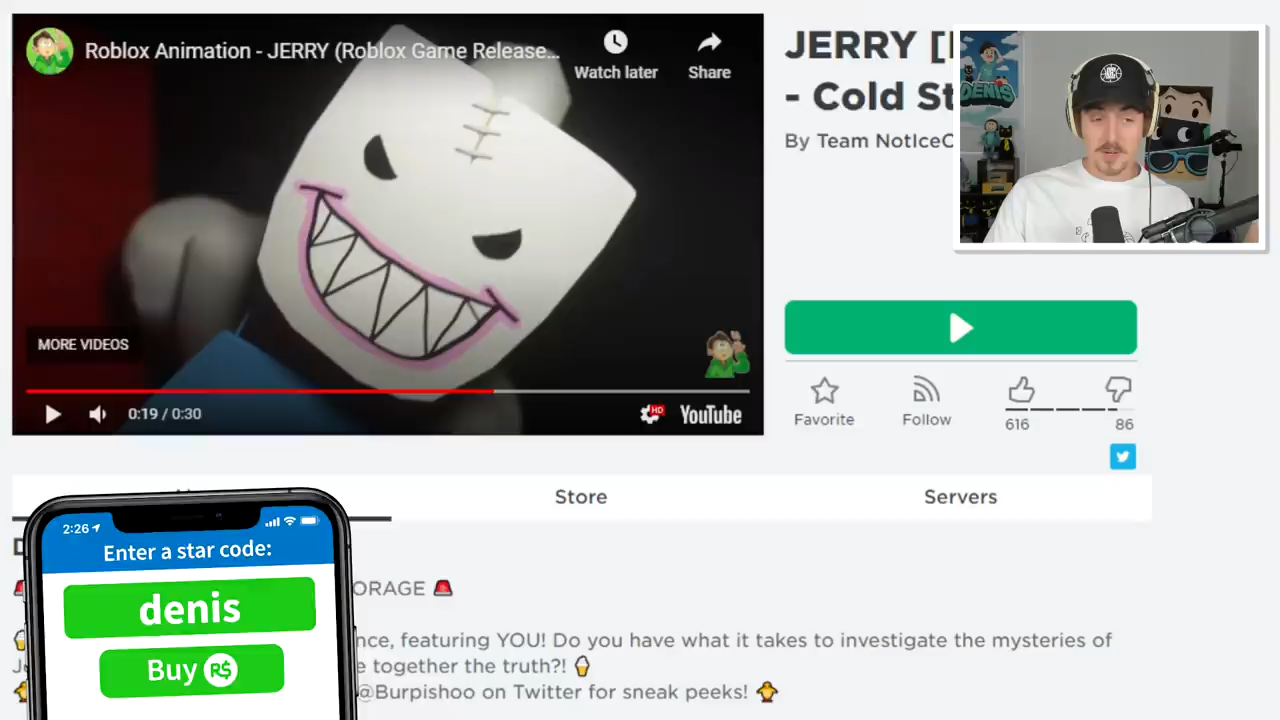 Roblox Animation - JERRY (Roblox Game Release...
Watch later
Share
MORE VIDEOS
0:19 / 0:30
HD
YouTube
JERRY [
- Cold St
By Team NotIceC
DENIS
Favorite
Follow
616
86
Store
Servers
ORAGE 🚨
nce, featuring YOU! Do you have what it takes to investigate the mysteries of
e together the truth?! 🍦
@Burpishoo on Twitter for sneak peeks! 🐥
2:26
Enter a star code:
denis
Buy R$